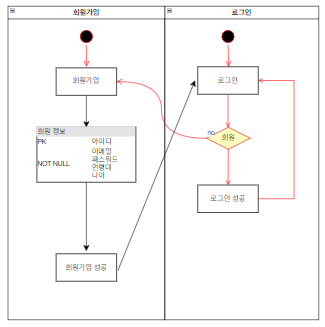 회원가입
로그인
회원가입
로그인
회원 정보
PK 아이디
이메일
NOT NULL 패스워드
연령대
나이
no
회원
로그인 성공
회원가입 성공